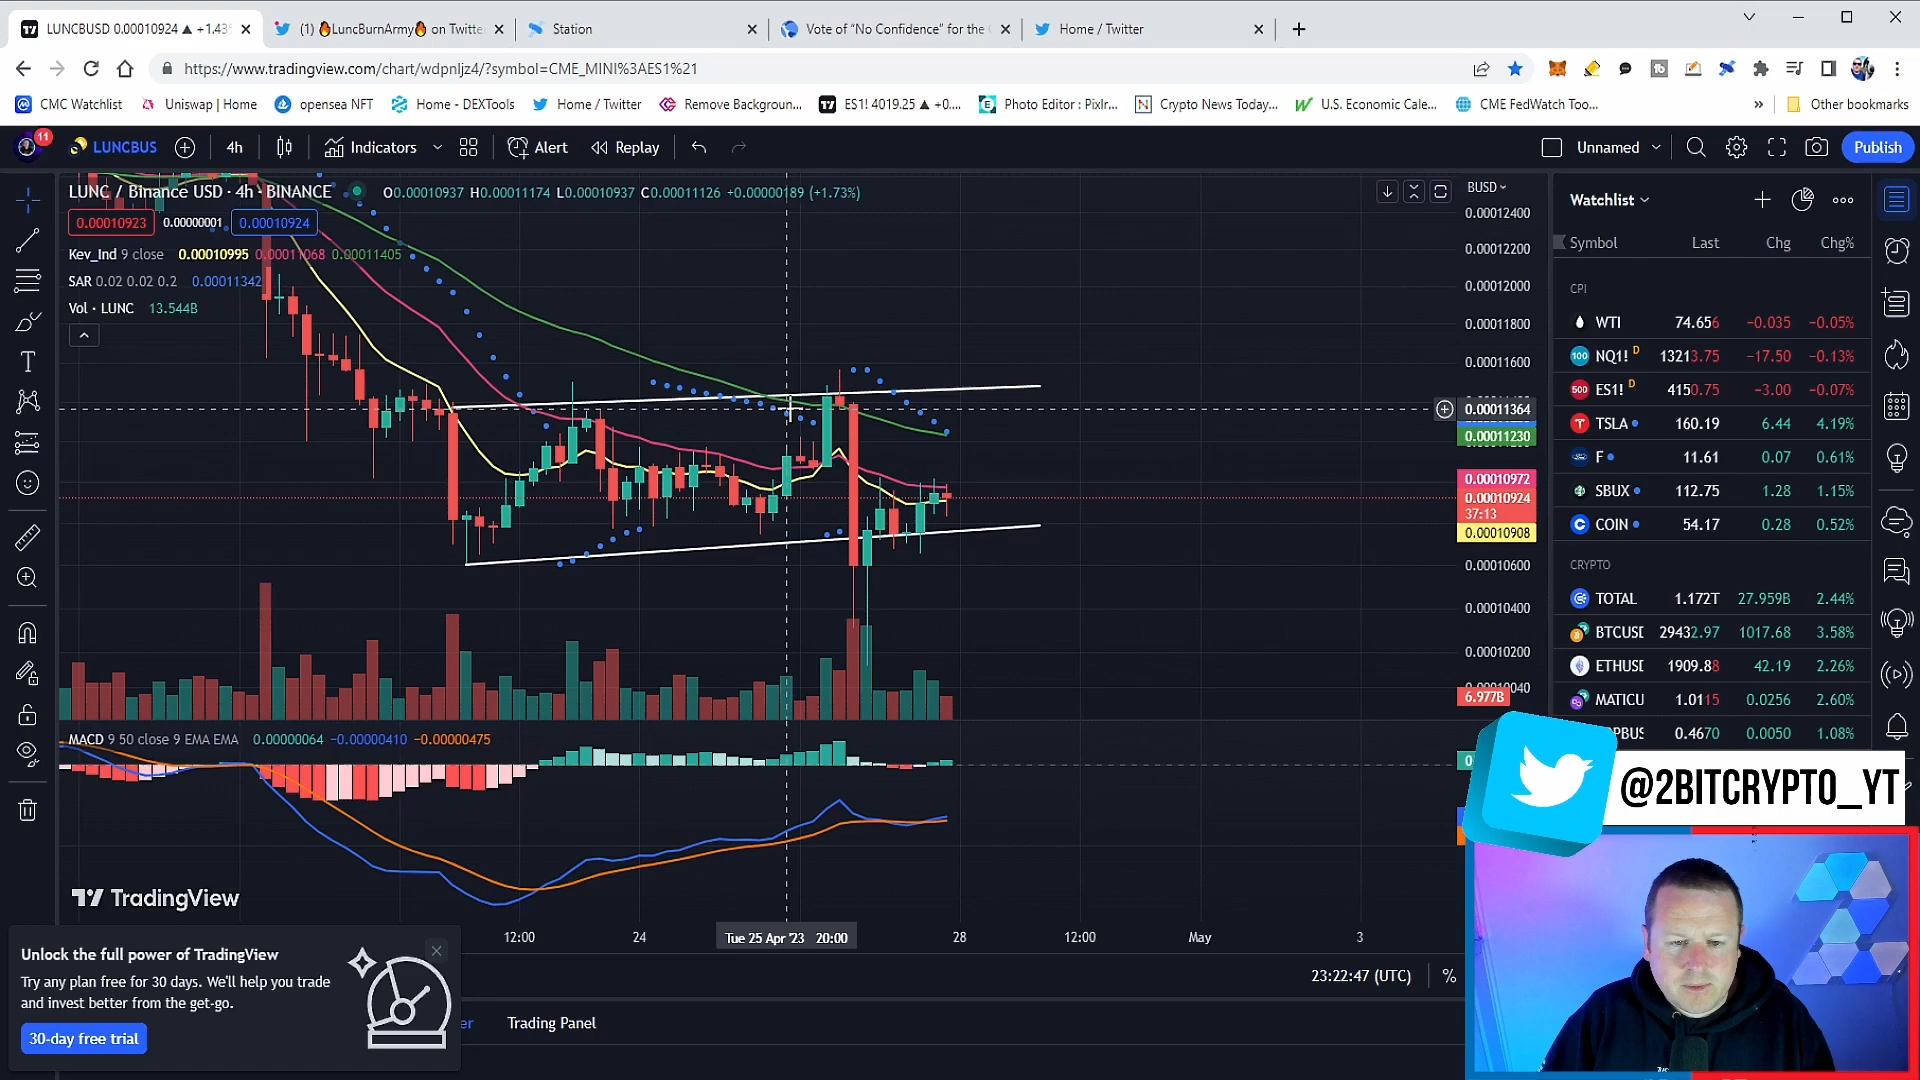 LUNCBUSD 0.00010924 ▲ +1.43%
(1) 🔥LuncBurnArmy🔥 on Twitte
Station
Vote of "No Confidence" for the
Home / Twitter
https://www.tradingview.com/chart/wdpnljz4/?symbol=CME_MINI%3AES1%21
CMC Watchlist
Uniswap | Home
opensea NFT
Home - DEXTools
Home / Twitter
Remove Backgroun...
ES1! 4019.25 ▲ +0....
Photo Editor : Pixlr...
Crypto News Today...
U.S. Economic Cale...
CME FedWatch Too...
»
Other bookmarks
11
LUNCBUS
4h
Indicators
Alert
Replay
Unnamed
Publish
LUNC / Binance USD · 4h · BINANCE
O0.00010937 H0.00011174 L0.00010937 C0.00011126 +0.00000189 (+1.73%)
0.00010923
0.00000001
0.00010924
Kev_Ind 9 close 0.00010995 0.00011068 0.00011405
SAR 0.02 0.02 0.2 0.00011342
Vol · LUNC 13.544B
BUSD
0.00012400
0.00012200
0.00012000
0.00011800
0.00011600
0.00011364
0.00011230
0.00010972
0.00010924
37:13
0.00010908
0.00010600
0.00010400
0.00010200
6.977B
MACD 9 50 close 9 EMA EMA 0.00000064 −0.00000410 −0.00000475
TradingView
12:00
24
Tue 25 Apr '23 20:00
28
12:00
May
3
23:22:47 (UTC)
%
Trading Panel
Unlock the full power of TradingView
Try any plan free for 30 days. We'll help you trade
and invest better from the get-go.
30-day free trial
Watchlist
Symbol Last Chg Chg%
CPI
WTI 74.656 −0.035 −0.05%
NQ1! D 13213.75 −17.50 −0.13%
ES1! D 4150.75 −3.00 −0.07%
TSLA 160.19 6.44 4.19%
F 11.61 0.07 0.61%
SBUX 112.75 1.28 1.15%
COIN 54.17 0.28 0.52%
CRYPTO
TOTAL 1.172T 27.959B 2.44%
BTCUSD 29432.97 1017.68 3.58%
ETHUSD 1909.88 42.19 2.26%
MATICU 1.0115 0.0256 2.60%
PBUS 0.4670 0.0050 1.08%
@2BITCRYPTO_YT